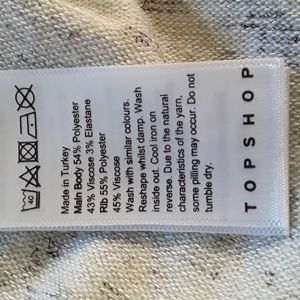 40
Made in Turkey
Main Body 54% Polyester
43% Viscose 3% Elastane
Rib 55% Polyester
45% Viscose
Wash with similar colours.
Reshape whilst damp. Wash
inside out. Cool iron on
reverse. Due to the natural
characteristics of the yarn,
some pilling may occur. Do not
tumble dry.
TOPSHOP